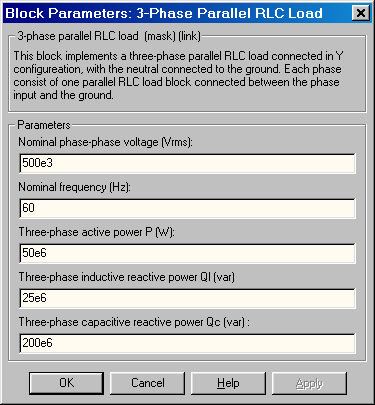 Block Parameters: 3-Phase Parallel RLC Load
3-phase parallel RLC load  (mask) (link)
This block implements a three-phase parallel RLC load connected in Y
configureation, with the neutral connected to the ground. Each phase
consist of one parallel RLC load block connected between the phase
input and the ground.
Parameters
Nominal phase-phase voltage (Vrms):
500e3
Nominal frequency (Hz):
60
Three-phase active power P (W):
50e6
Three-phase inductive reactive power Ql (var)
25e6
Three-phase capacitive reactive power Qc (var) :
200e6
OK Cancel Help Apply